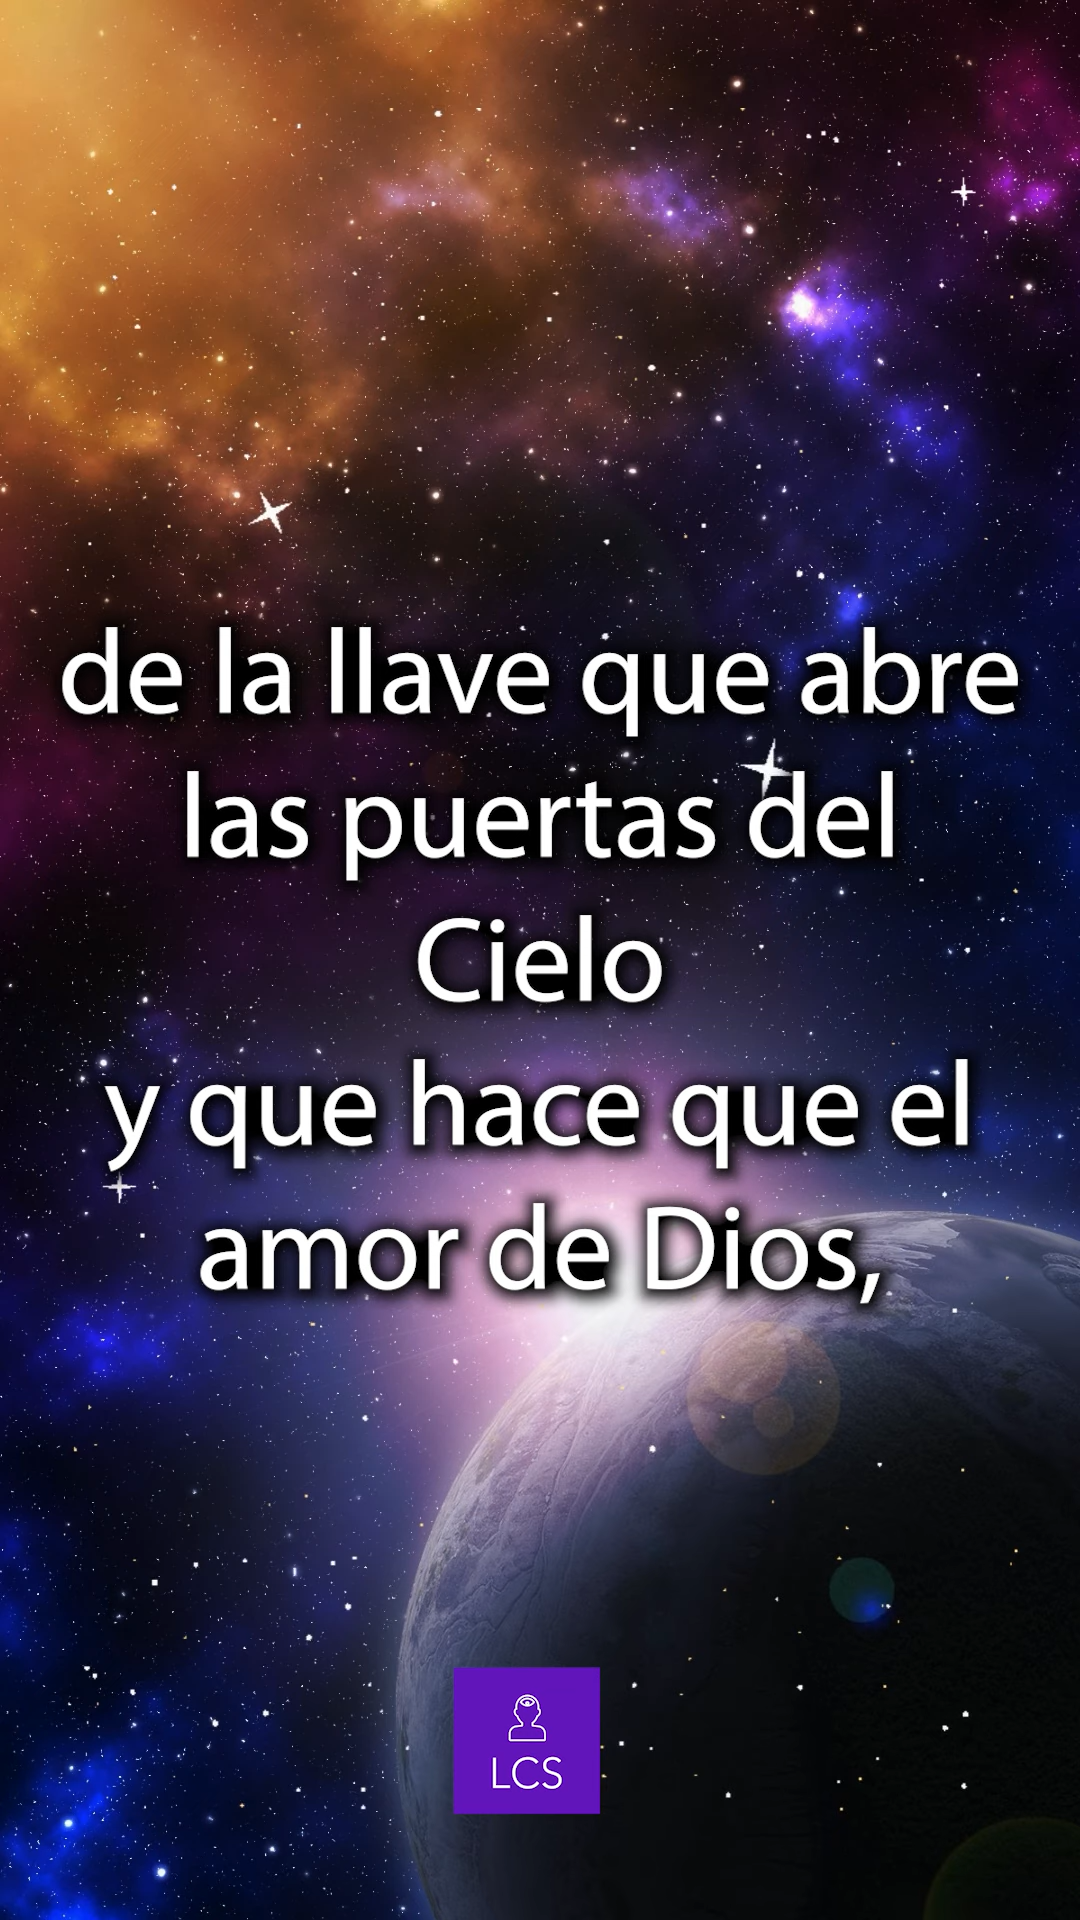 de la llave que abre
las puertas del
Cielo
y que hace que el
amor de Dios,
LCS